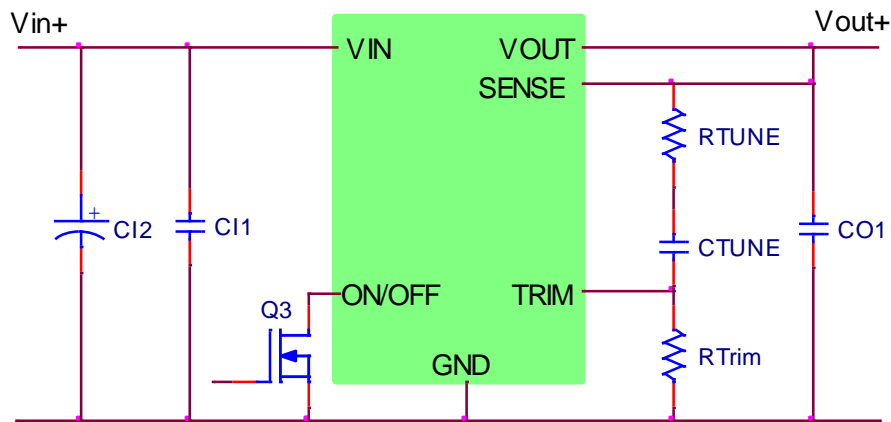 Vin+
Vout+
VIN
VOUT
SENSE
RTUNE
+
CI2
CI1
CTUNE
CO1
ON/OFF
TRIM
Q3
GND
RTrim